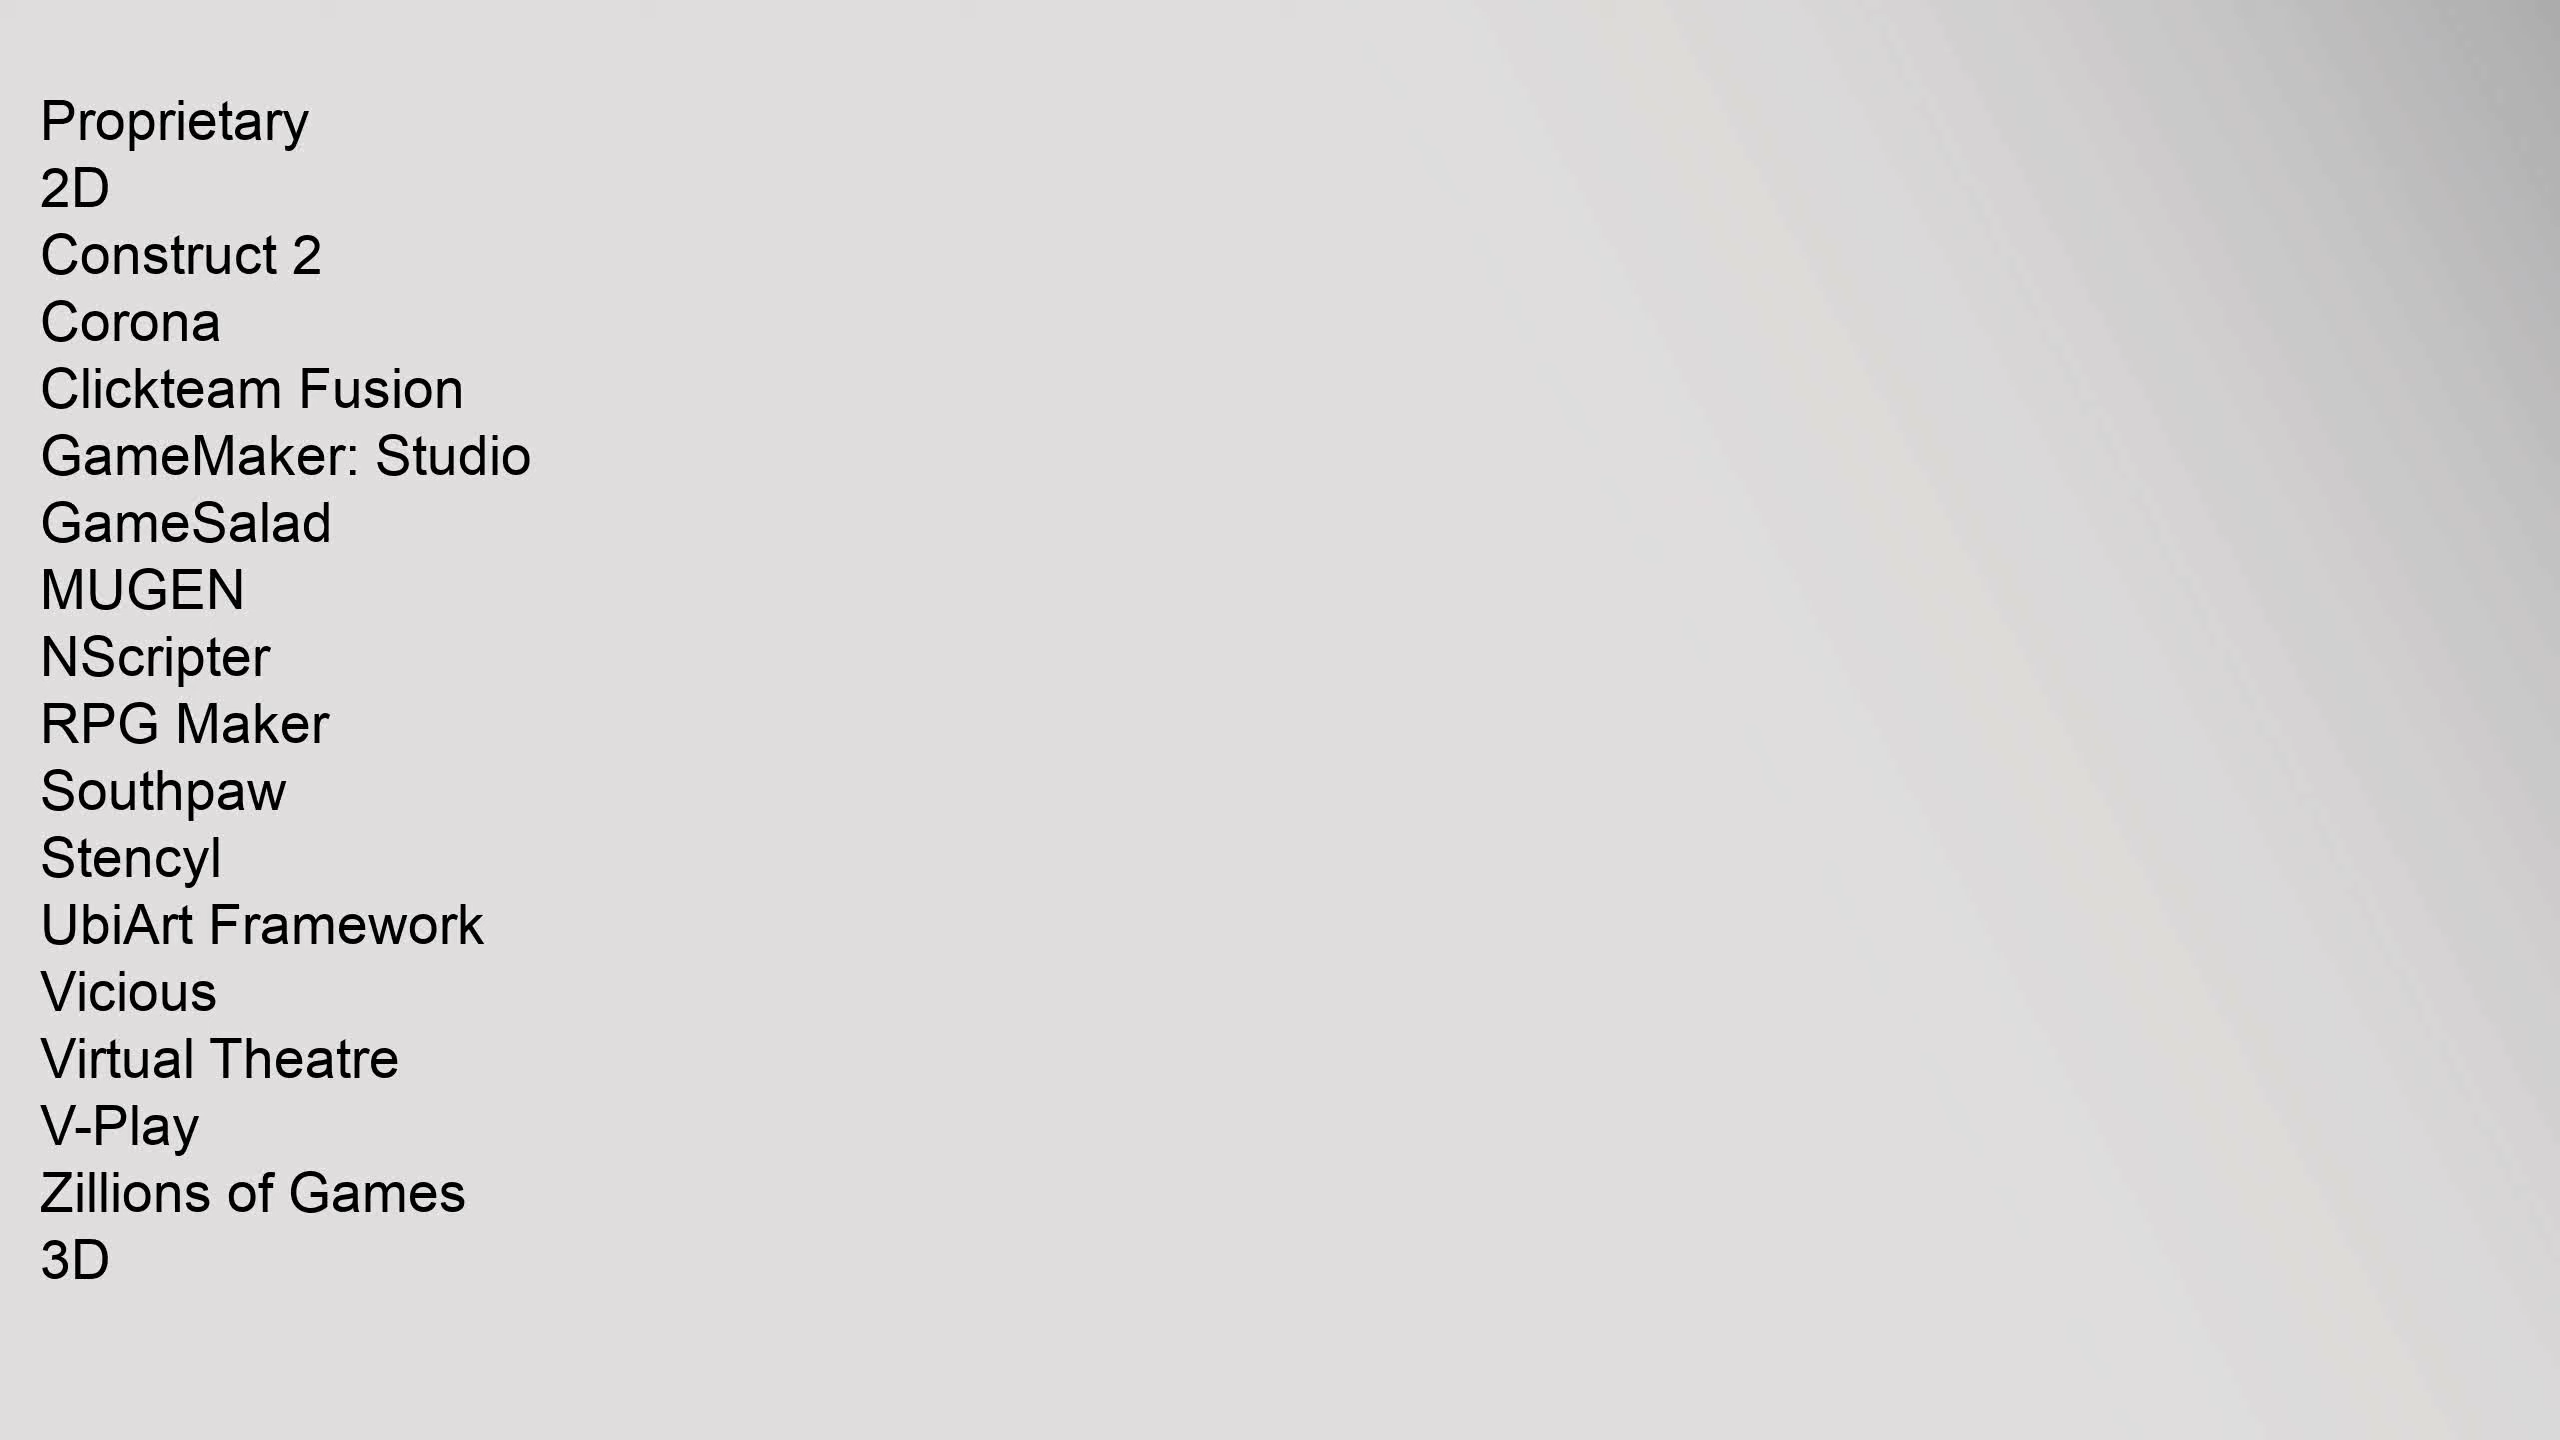 Proprietary
2D
Construct 2
Corona
Clickteam Fusion
GameMaker: Studio
GameSalad
MUGEN
NScripter
RPG Maker
Southpaw
Stencyl
UbiArt Framework
Vicious
Virtual Theatre
V-Play
Zillions of Games
3D